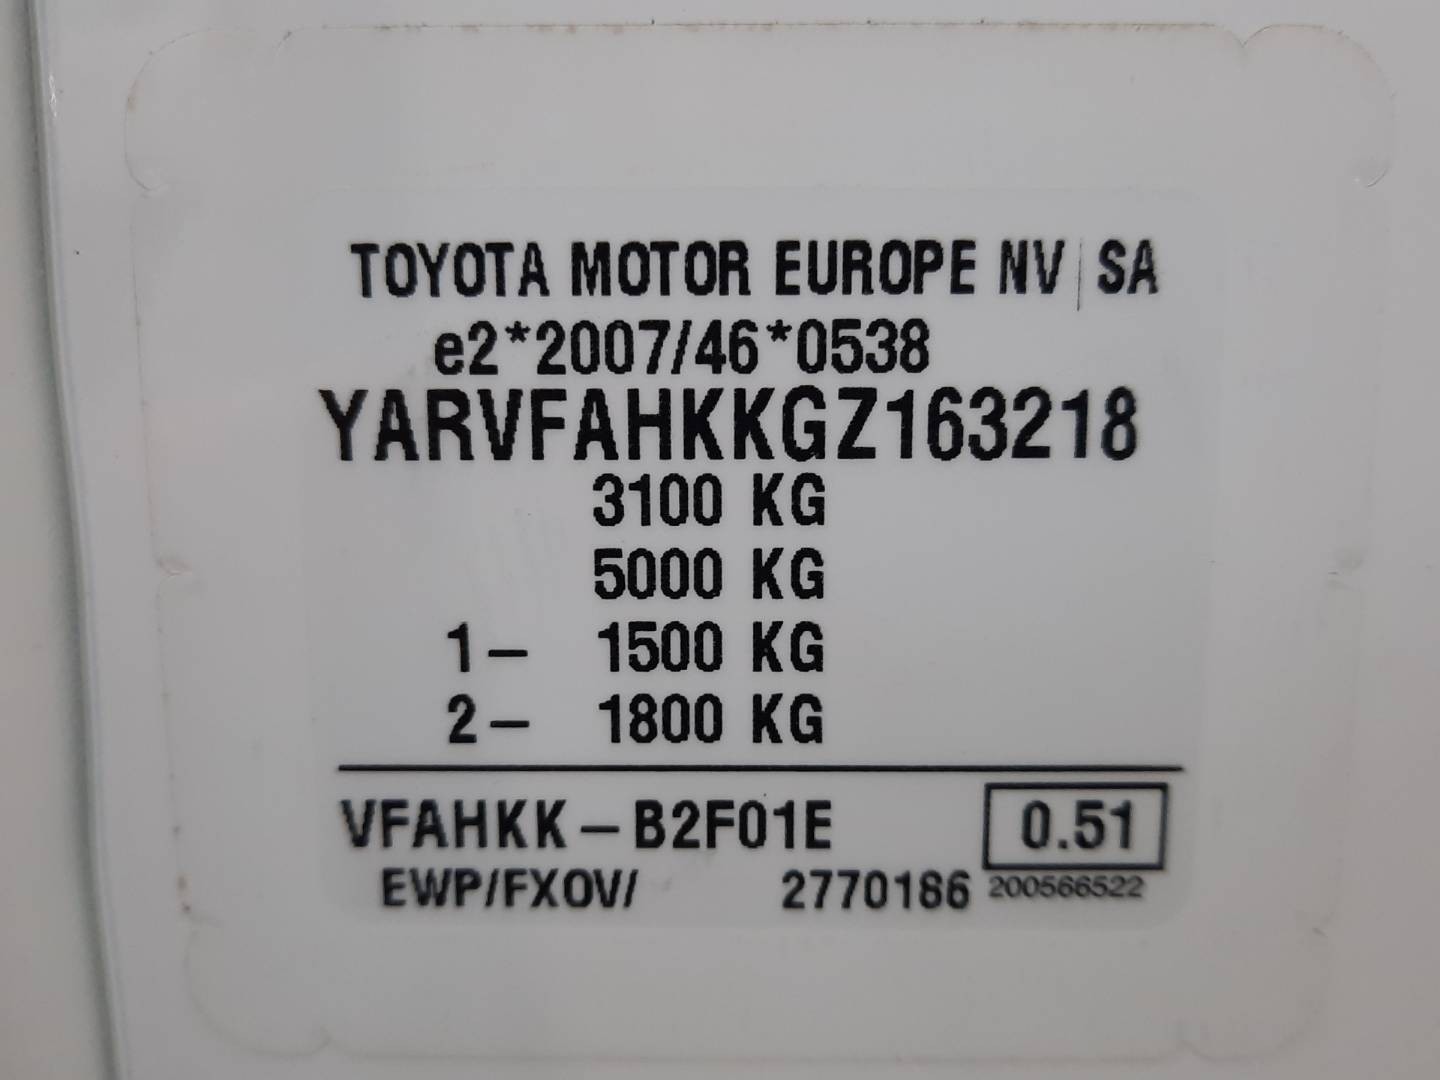 TOYOTA MOTOR EUROPE NV SA
e2*2007/46*0538
YARVFAHKKGZ163218
3100 KG
5000 KG
1- 1500 KG
2- 1800 KG
VFAHKK-B2F01E 0.51
EWP/FXOV/ 2770186 200566522